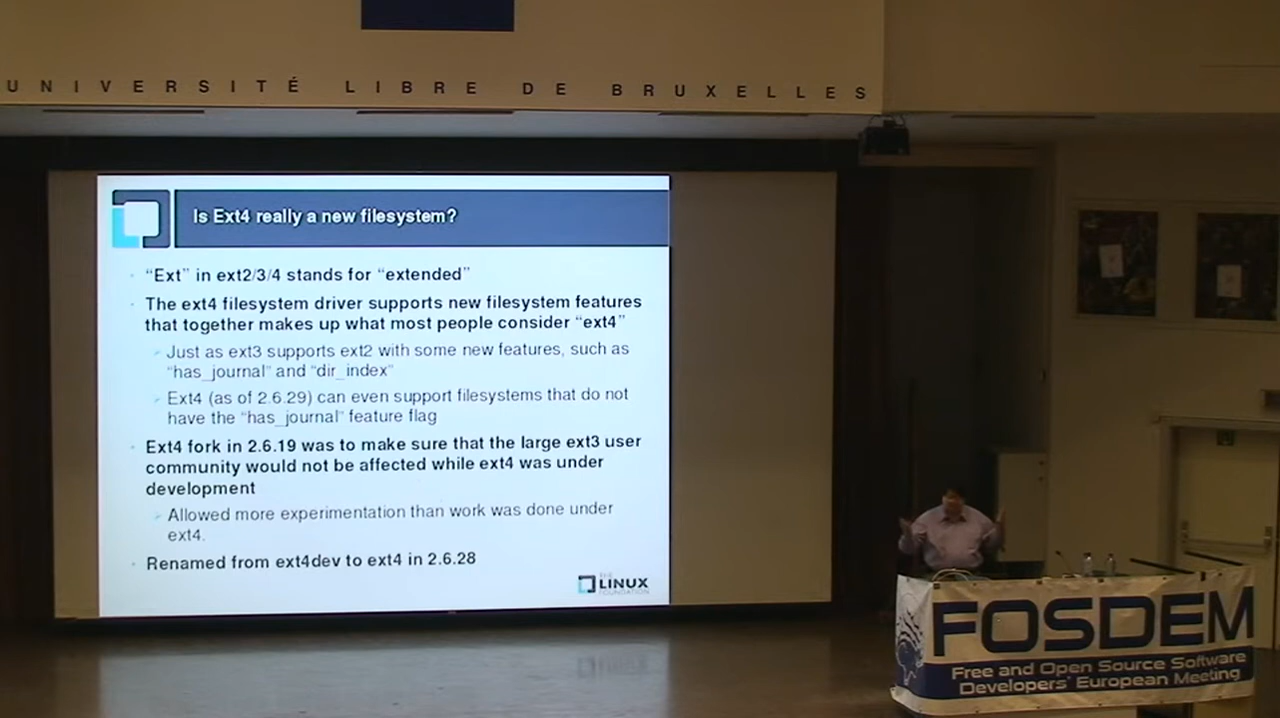 UNIVERSITÉ LIBRE DE BRUXELLES
Is Ext4 really a new filesystem?
“Ext” in ext2/3/4 stands for “extended”
The ext4 filesystem driver supports new filesystem features
that together makes up what most people consider “ext4”
Just as ext3 supports ext2 with some new features, such as
“has_journal” and “dir_index”
Ext4 (as of 2.6.29) can even support filesystems that do not
have the “has_journal” feature flag
Ext4 fork in 2.6.19 was to make sure that the large ext3 user
community would not be affected while ext4 was under
development
Allowed more experimentation than work was done under
ext4.
Renamed from ext4dev to ext4 in 2.6.28
THE
LINUX
FOUNDATION
FOSDEM
Free and Open Source Software
Developers' European Meeting